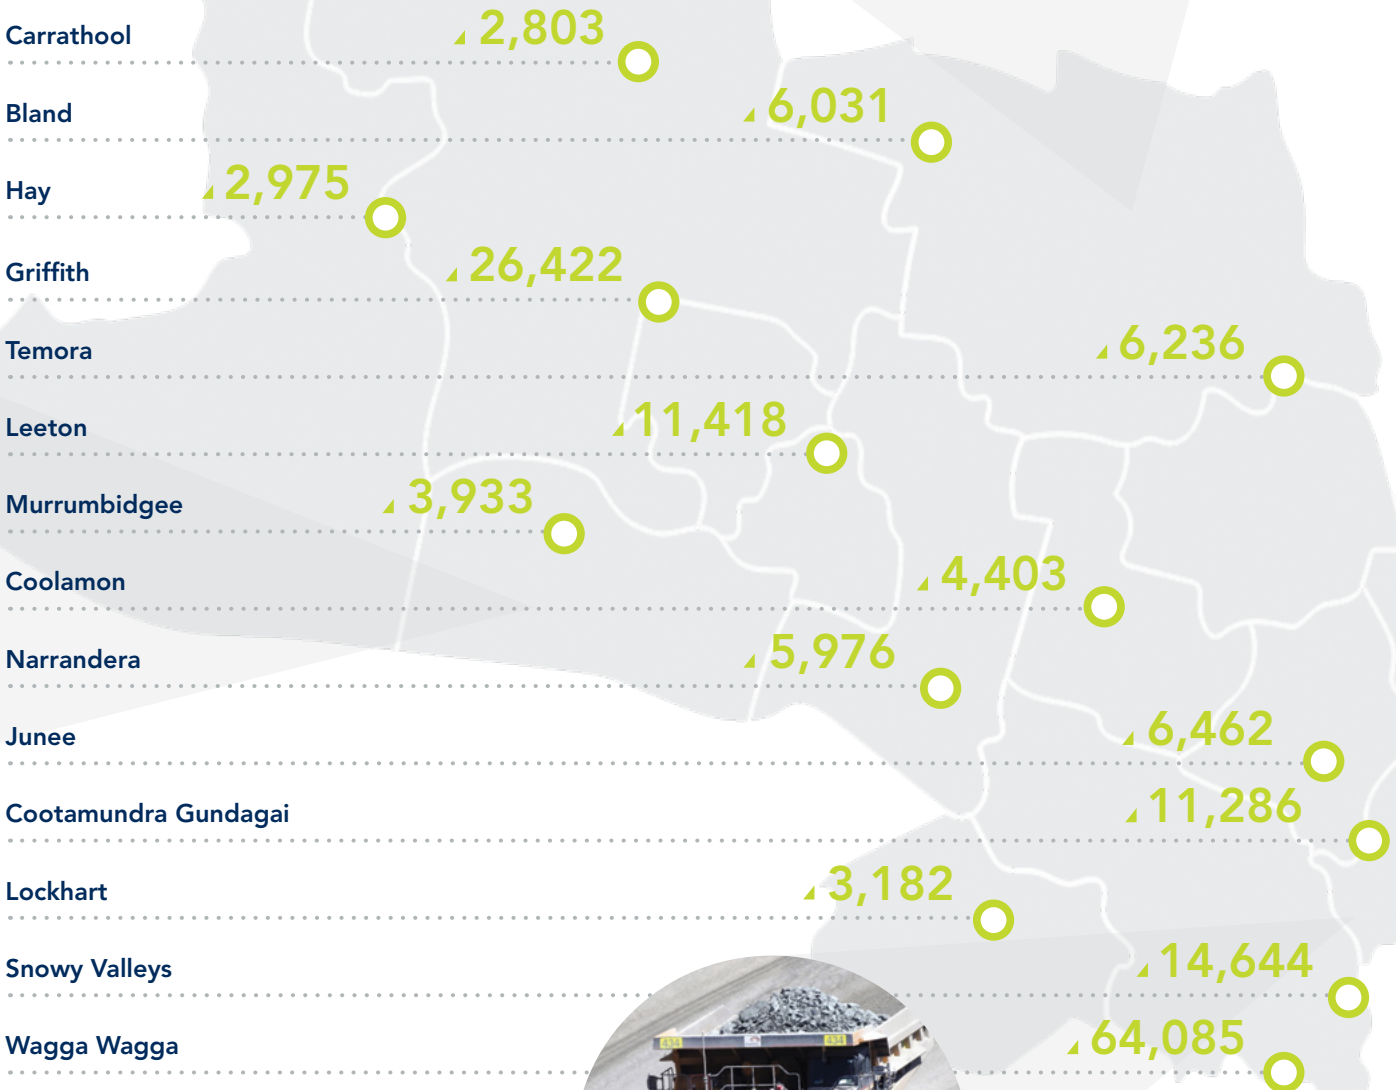 Carrathool 2,803
Bland 6,031
Hay 2,975
Griffith 26,422
Temora 6,236
Leeton 11,418
Murrumbidgee 3,933
Coolamon 4,403
Narrandera 5,976
Junee 6,462
Cootamundra Gundagai 11,286
Lockhart 3,182
Snowy Valleys 14,644
Wagga Wagga 64,085
434 434